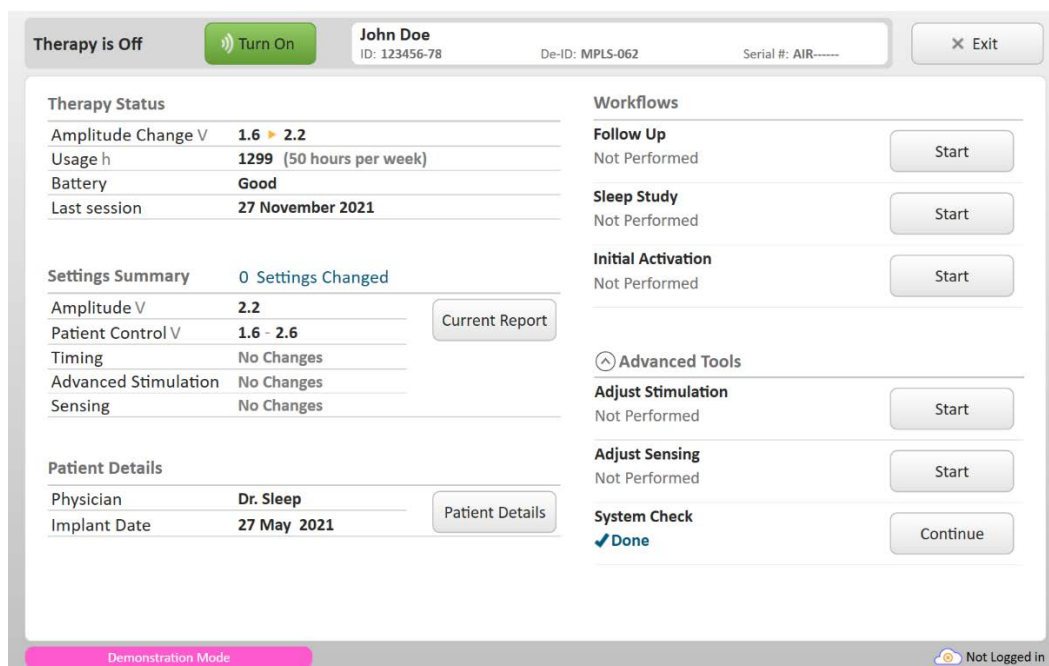 Therapy is Off
Turn On
John Doe
ID: 123456-78 De-ID: MPLS-062 Serial #: AIR------
Exit
Therapy Status
Amplitude Change V 1.6 2.2
Usage h 1299 (50 hours per week)
Battery Good
Last session 27 November 2021
Settings Summary 0 Settings Changed
Amplitude V 2.2
Patient Control V 1.6 - 2.6
Timing No Changes
Advanced Stimulation No Changes
Sensing No Changes
Current Report
Patient Details
Physician Dr. Sleep
Implant Date 27 May 2021
Patient Details
Workflows
Follow Up
Not Performed
Start
Sleep Study
Not Performed
Start
Initial Activation
Not Performed
Start
Advanced Tools
Adjust Stimulation
Not Performed
Start
Adjust Sensing
Not Performed
Start
System Check
Done
Continue
Demonstration Mode
Not Logged in